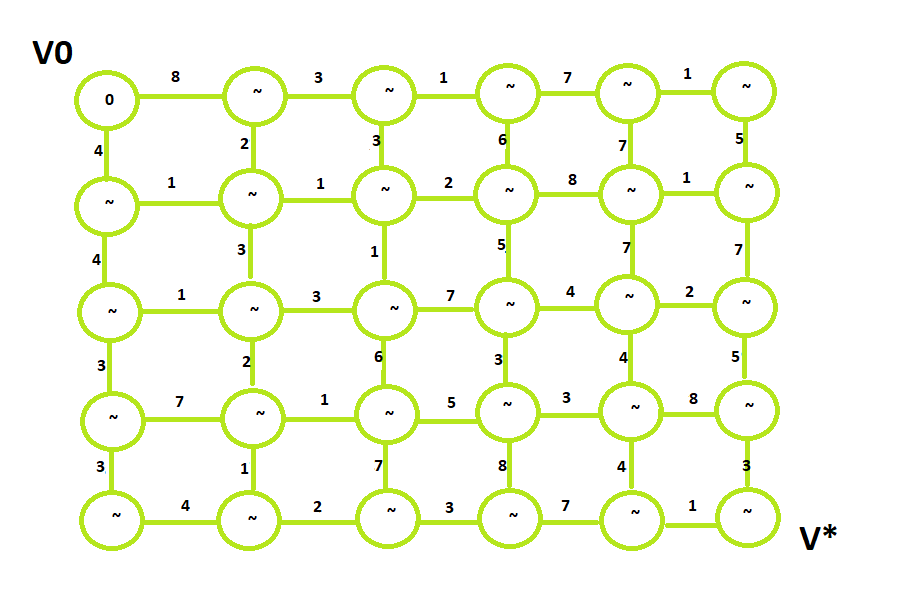 V0
8 3 1 7 1
0 ~ ~ ~ ~ ~
4 2 3 6 7 5
1 1 2 8 1
~ ~ ~ ~ ~ ~
4 3 1 5 7 7
1 3 7 4 2
~ ~ ~ ~ ~ ~
3 2 6 3 4 5
7 1 5 3 8
~ ~ ~ ~ ~ ~
3 1 7 8 4 3
4 2 3 7 1
~ ~ ~ ~ ~ ~
V*